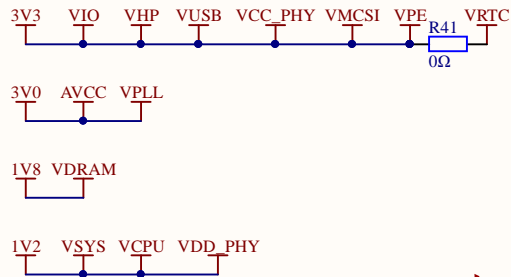 3V3 VIO VHP VUSB VCC_PHY VMCSI VPE R41 VRTC
0Ω
3V0 AVCC VPLL
1V8 VDRAM
1V2 VSYS VCPU VDD_PHY